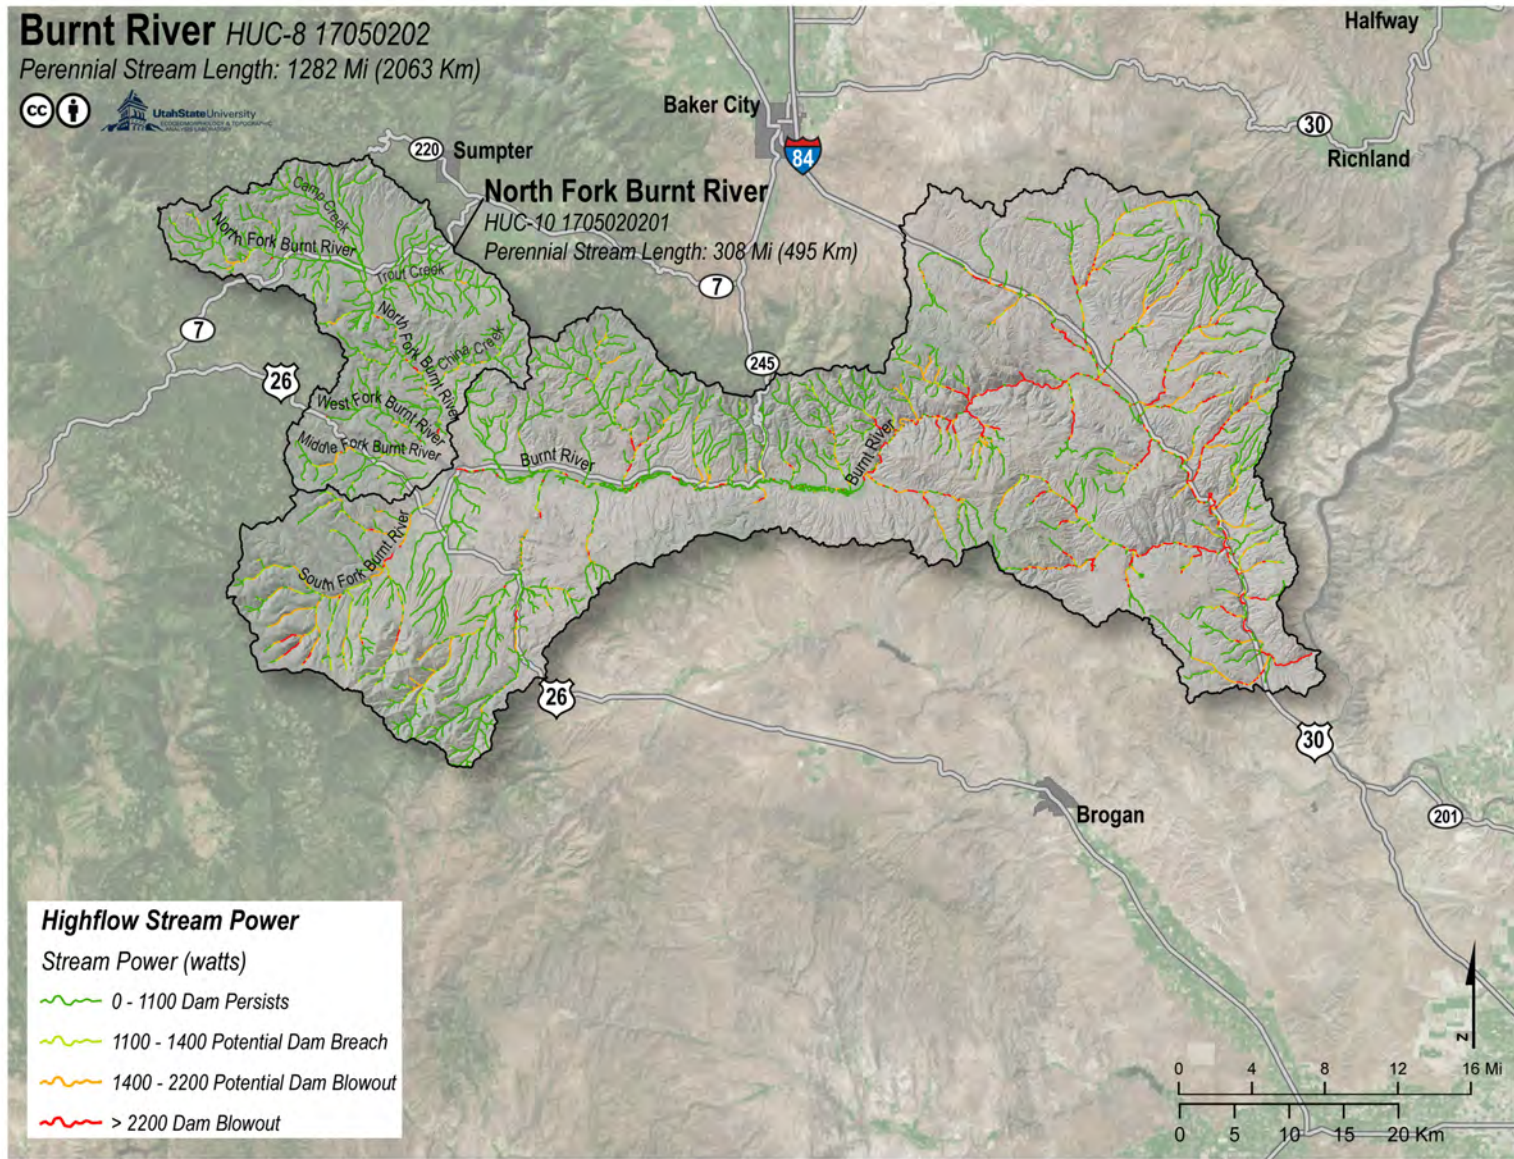 Burnt River HUC-8 17050202
Perennial Stream Length: 1282 Mi (2063 Km)
cc
UtahStateUniversity
ECOGEOMORPHOLOGY & TOPOGRAPHIC
ANALYSIS LABORATORY
Halfway
Baker City
30
Richland
84
220
Sumpter
North Fork Burnt River
HUC-10 1705020201
Perennial Stream Length: 308 Mi (495 Km)
Camp Creek
North Fork Burnt River
Trout Creek
7
7
North Fork Burnt River
China Creek
245
26
West Fork Burnt River
Middle Fork Burnt River
Burnt River
Burnt River
South Fork Burnt River
26
30
201
Brogan
Highflow Stream Power
Stream Power (watts)
0 - 1100 Dam Persists
1100 - 1400 Potential Dam Breach
1400 - 2200 Potential Dam Blowout
> 2200 Dam Blowout
N
0 4 8 12 16 Mi
0 5 10 15 20 Km